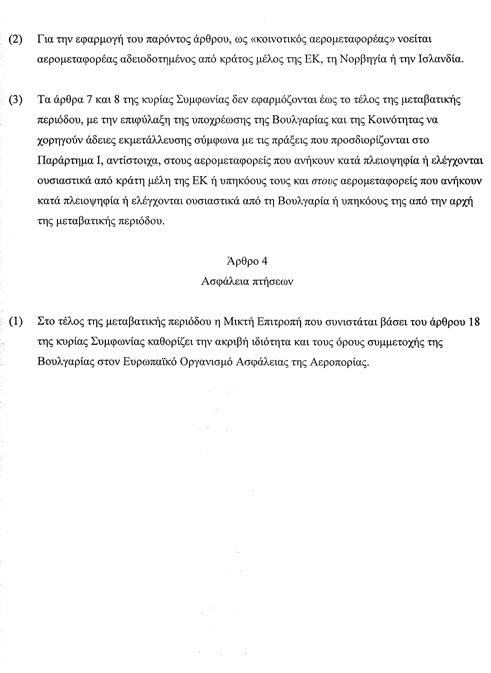 (2) Για την εφαρμογή του παρόντος άρθρου, ως «κοινοτικός αερομεταφορέας» νοείται
αερομεταφορέας αδειοδοτημένος από κράτος μέλος της ΕΚ, τη Νορβηγία ή την Ισλανδία.
(3) Τα άρθρα 7 και 8 της κυρίας Συμφωνίας δεν εφαρμόζονται έως το τέλος της μεταβατικής
περιόδου, με την επιφύλαξη της υποχρέωσης της Βουλγαρίας και της Κοινότητας να
χορηγούν άδειες εκμετάλλευσης σύμφωνα με τις πράξεις που προσδιορίζονται στο
Παράρτημα Ι, αντίστοιχα, στους αερομεταφορείς που ανήκουν κατά πλειοψηφία ή ελέγχονται
ουσιαστικά από κράτη μέλη της ΕΚ ή υπηκόους τους και στους αερομεταφορείς που ανήκουν
κατά πλειοψηφία ή ελέγχονται ουσιαστικά από τη Βουλγαρία ή υπηκόους της από την αρχή
της μεταβατικής περιόδου.
Άρθρο 4
Ασφάλεια πτήσεων
(1) Στο τέλος της μεταβατικής περιόδου η Μικτή Επιτροπή που συνιστάται βάσει του άρθρου 18
της κυρίας Συμφωνίας καθορίζει την ακριβή ιδιότητα και τους όρους συμμετοχής της
Βουλγαρίας στον Ευρωπαϊκό Οργανισμό Ασφάλειας της Αεροπορίας.